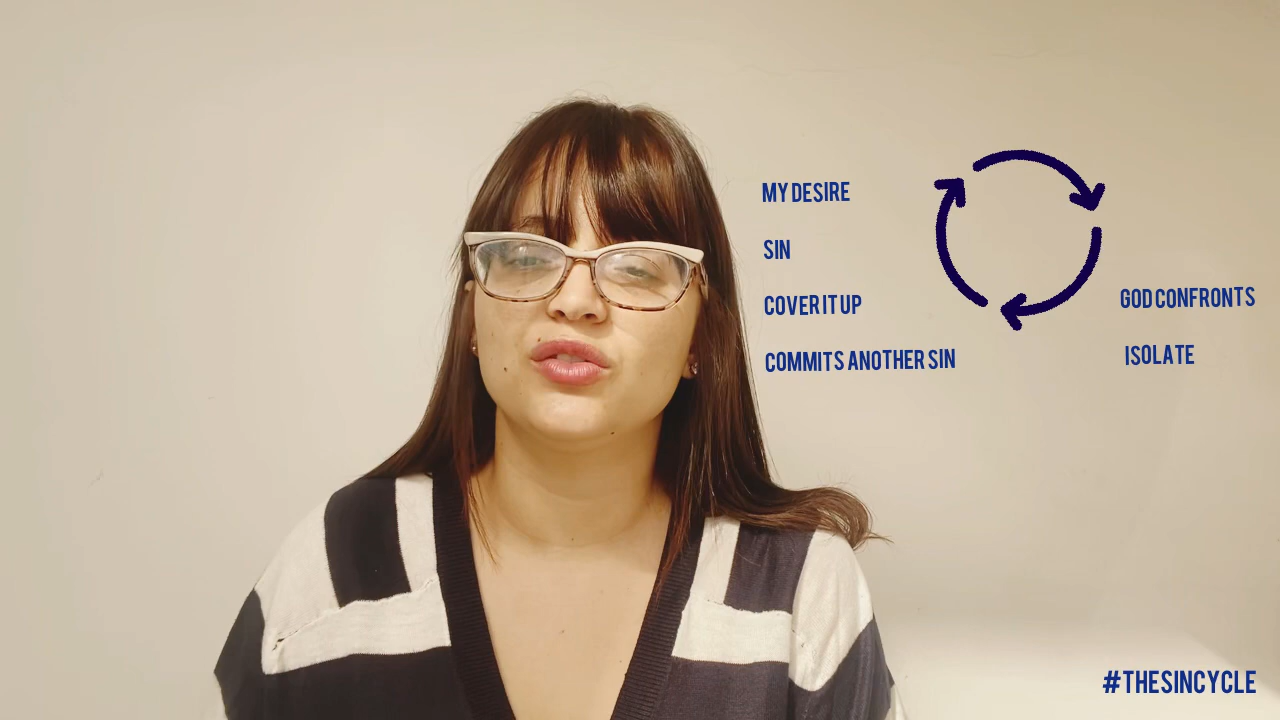 MY DESIRE
SIN
COVER IT UP
COMMITS ANOTHER SIN
GOD CONFRONTS
ISOLATE
#THESINCYCLE